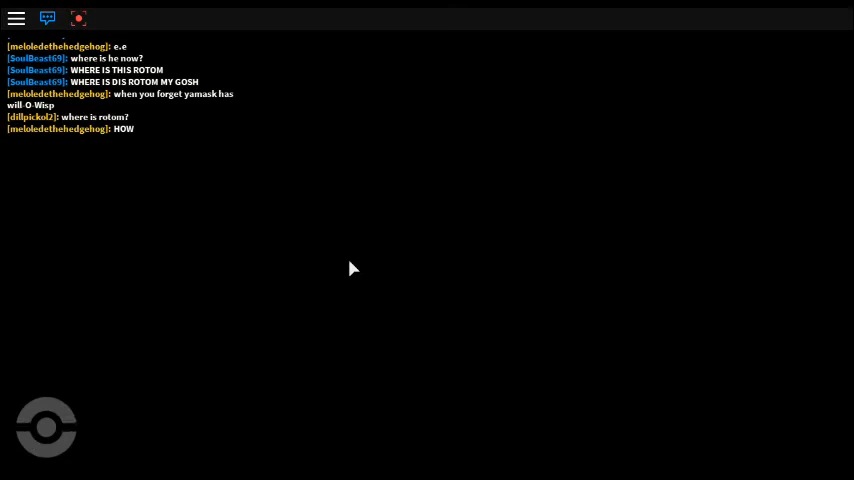 [meloledethehedgehog]: e.e
[SoulBeast69]: where is he now?
[SoulBeast69]: WHERE IS THIS ROTOM
[SoulBeast69]: WHERE IS DIS ROTOM MY GOSH
[meloledethehedgehog]: when you forget yamask has
will-O-Wisp
[dillpickol2]: where is rotom?
[meloledethehedgehog]: HOW